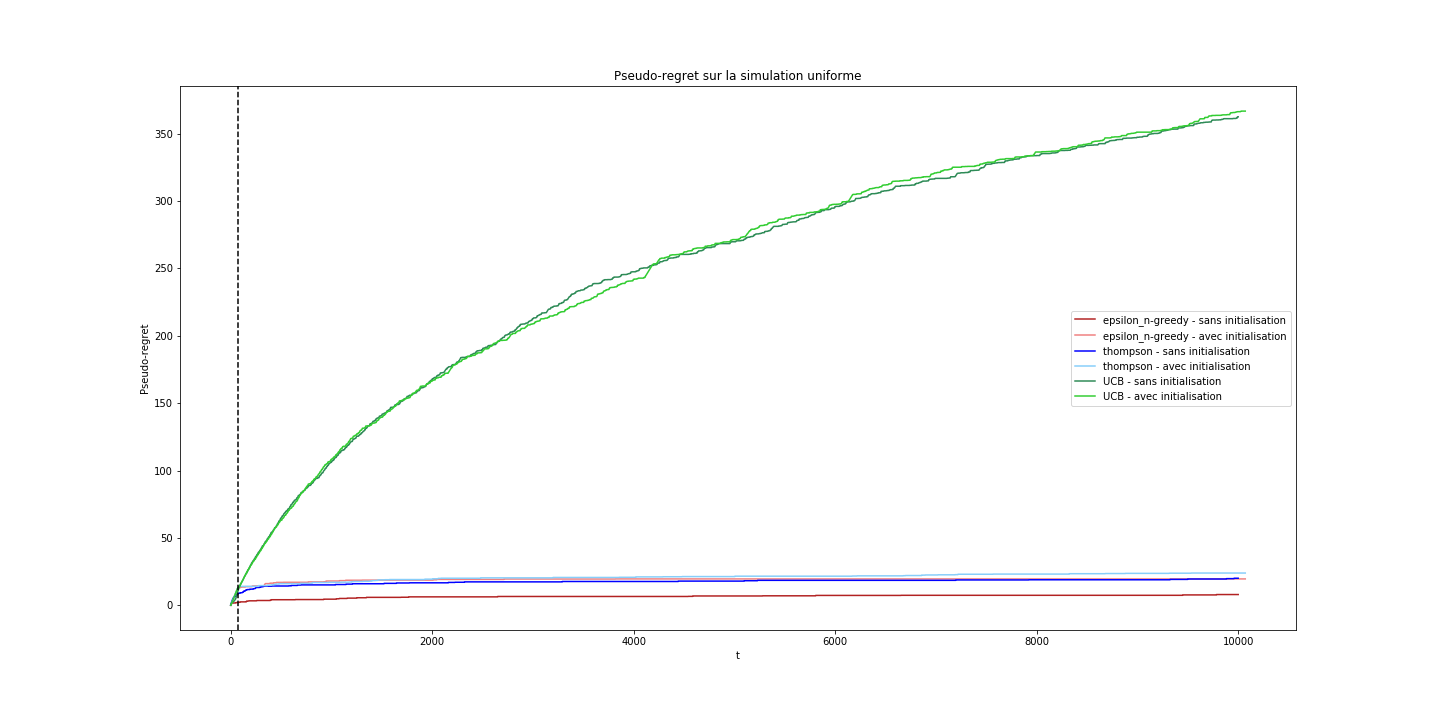 Pseudo-regret sur la simulation uniforme
Pseudo-regret
350
300
250
200
150
100
50
0
0
2000
4000
6000
8000
10000
t
epsilon_n-greedy - sans initialisation
epsilon_n-greedy - avec initialisation
thompson - sans initialisation
thompson - avec initialisation
UCB - sans initialisation
UCB - avec initialisation